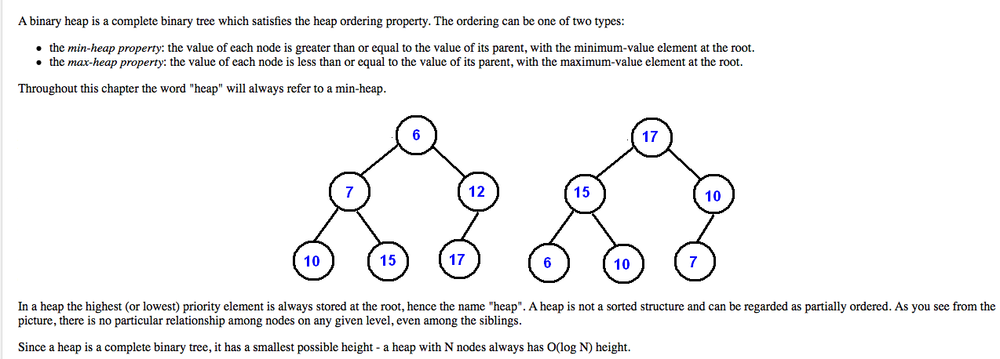 A binary heap is a complete binary tree which satisfies the heap ordering property. The ordering can be one of two types:
• the min-heap property: the value of each node is greater than or equal to the value of its parent, with the minimum-value element at the root.
• the max-heap property: the value of each node is less than or equal to the value of its parent, with the maximum-value element at the root.
Throughout this chapter the word "heap" will always refer to a min-heap.
6
7 12
10 15 17
17
15 10
6 10 7
In a heap the highest (or lowest) priority element is always stored at the root, hence the name "heap". A heap is not a sorted structure and can be regarded as partially ordered. As you see from the
picture, there is no particular relationship among nodes on any given level, even among the siblings.
Since a heap is a complete binary tree, it has a smallest possible height - a heap with N nodes always has O(log N) height.